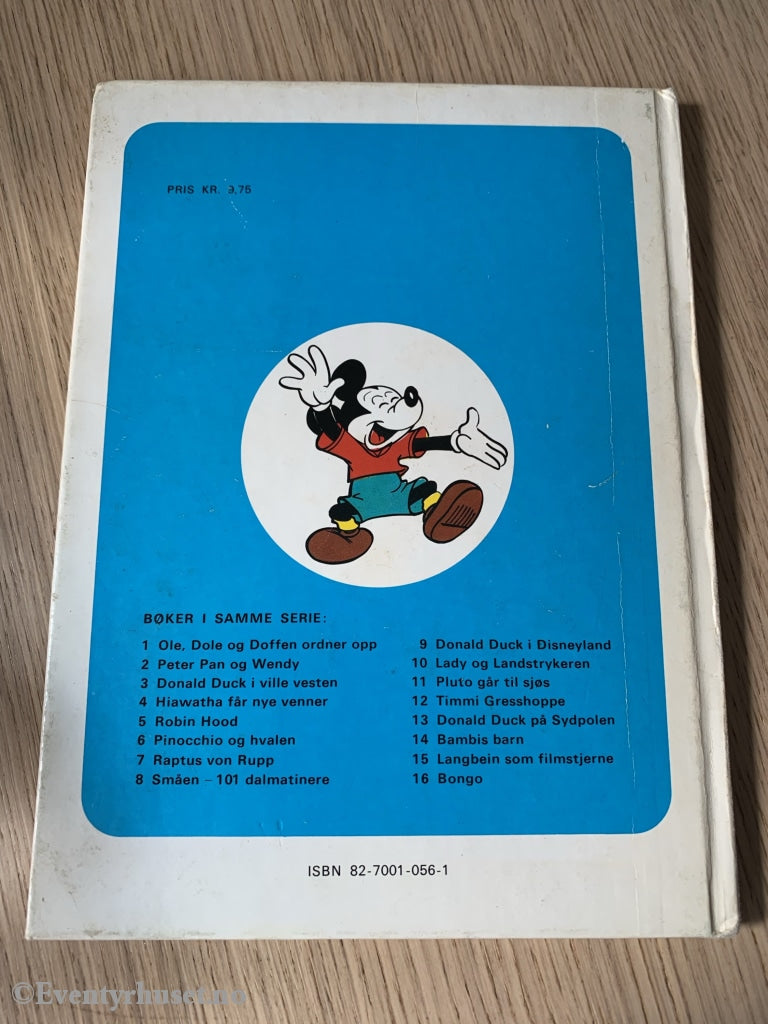 PRIS KR. 9,75
BØKER I SAMME SERIE:
1 Ole, Dole og Doffen ordner opp
2 Peter Pan og Wendy
3 Donald Duck i ville vesten
4 Hiawatha får nye venner
5 Robin Hood
6 Pinocchio og hvalen
7 Raptus von Rupp
8 Småen – 101 dalmatinere
9 Donald Duck i Disneyland
10 Lady og Landstrykeren
11 Pluto går til sjøs
12 Timmi Gresshoppe
13 Donald Duck på Sydpolen
14 Bambis barn
15 Langbein som filmstjerne
16 Bongo
ISBN 82-7001-056-1
©Eventyrhuset.no